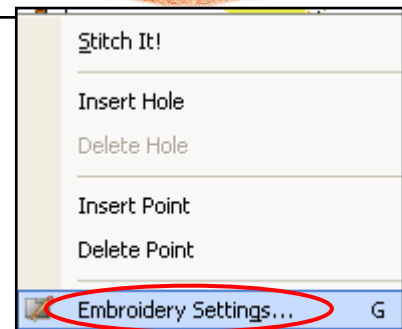 Stitch It!
Insert Hole
Delete Hole
Insert Point
Delete Point
Embroidery Settings... G